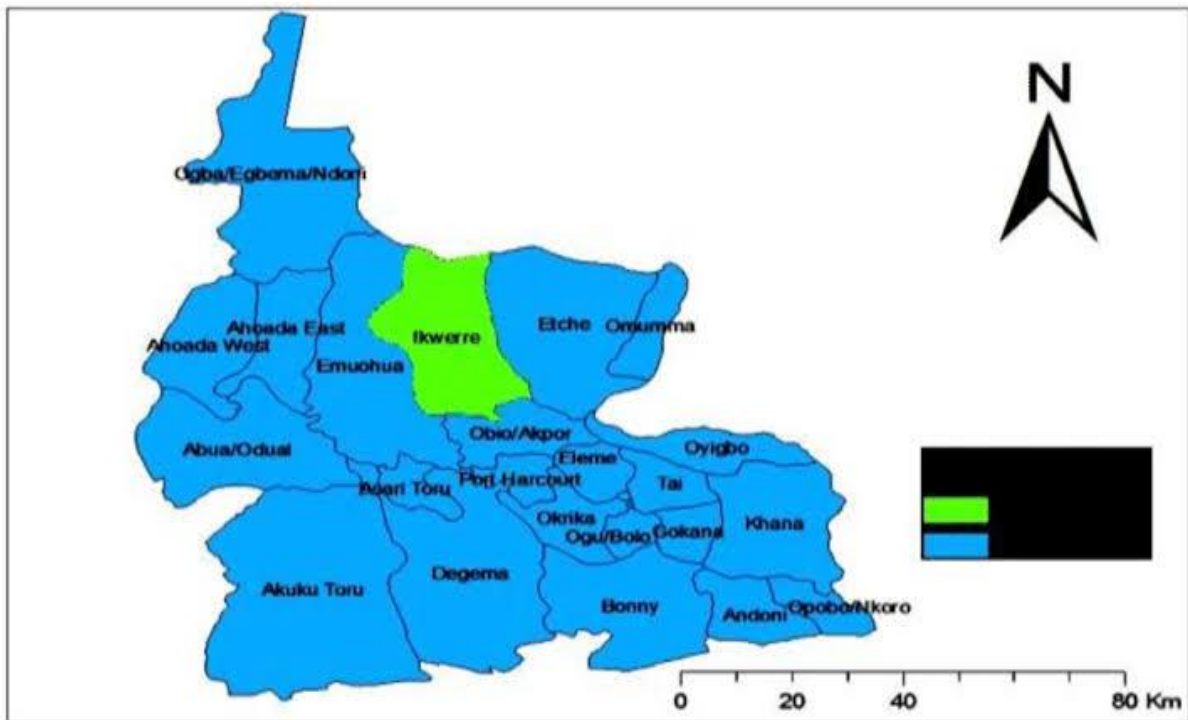 N
Ogba/Egbema/Ndoni
Ikwerre
Etche
Omumma
Ahoada East
Ahoada West
Emuohua
Obio/Akpor
Abua/Odual
Oyigbo
Eleme
Port Harcourt
Tai
Asari Toru
Okrika
Khana
Ogu/Bolo
Gokana
Degema
Akuku Toru
Bonny
Opobo/Nkoro
Andoni
0 20 40 80 Km